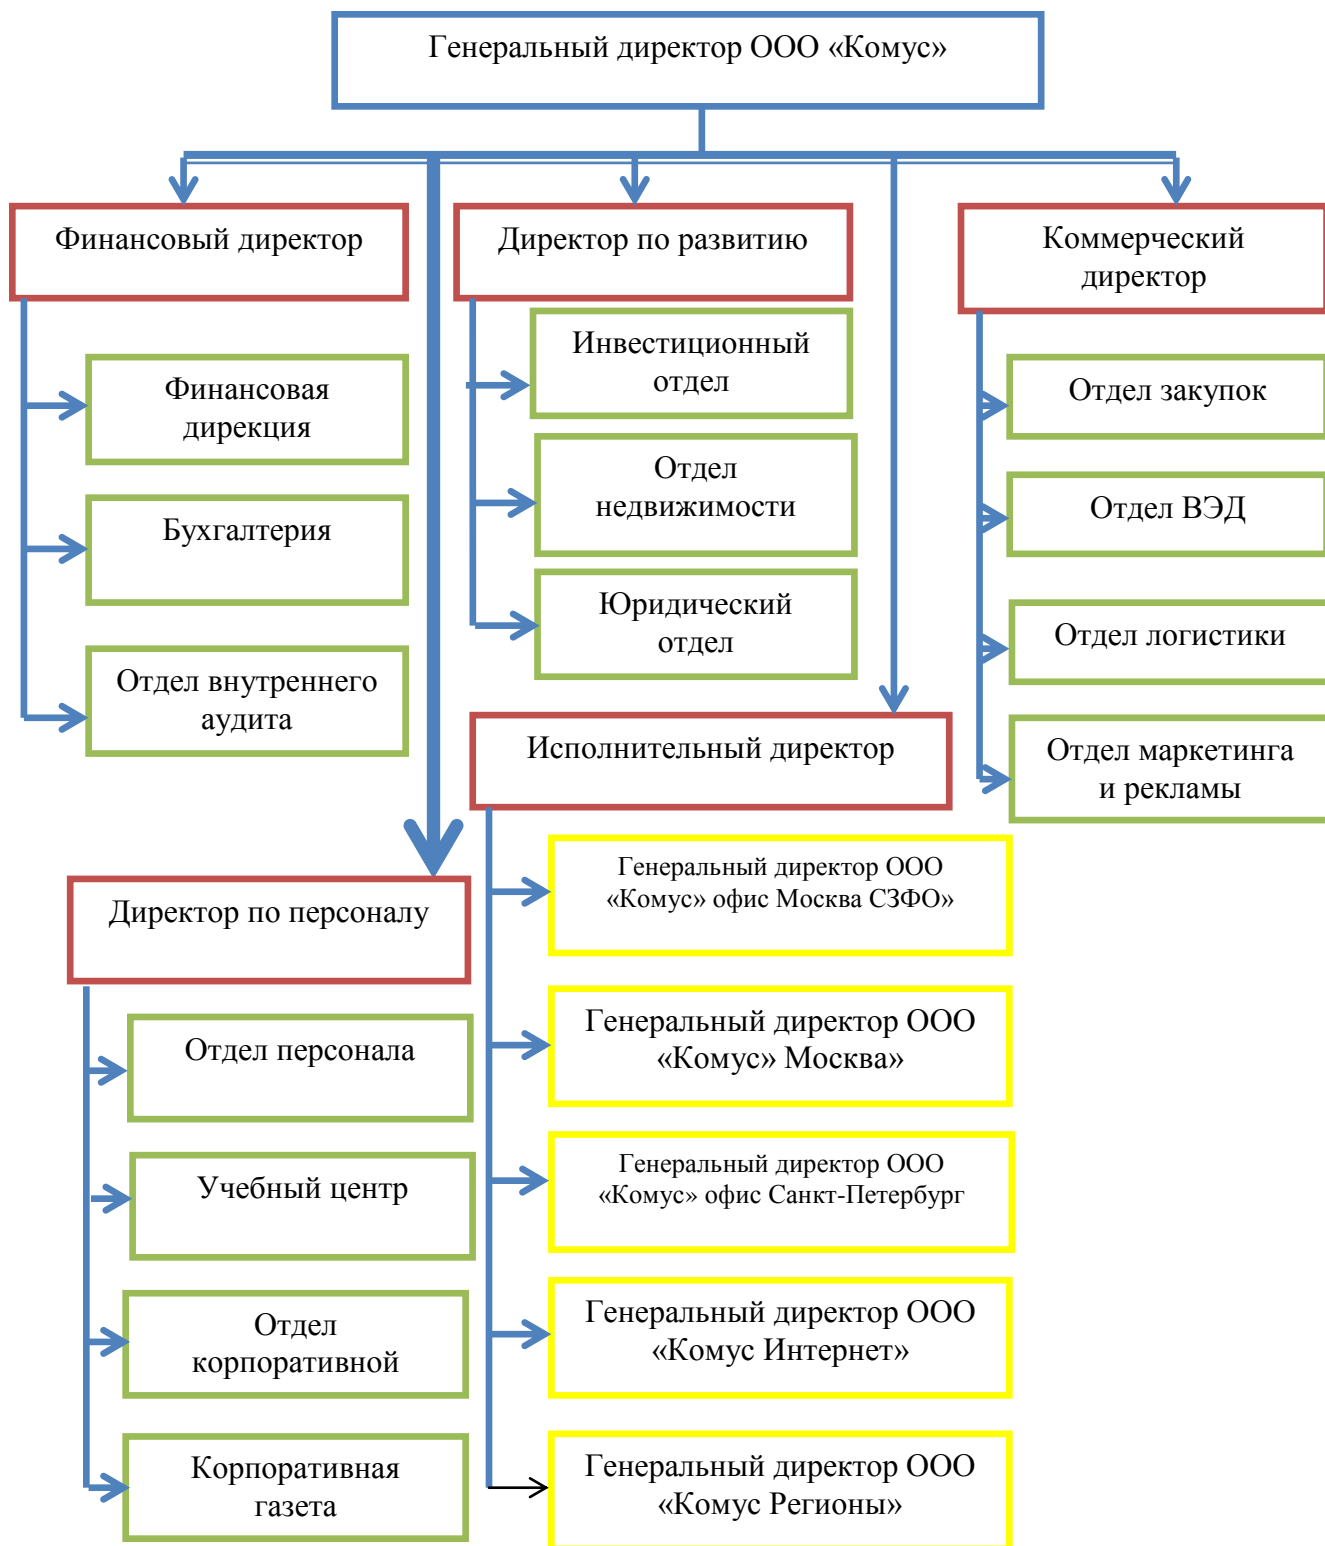 Генеральный директор ООО «Комус»
Финансовый директор
Директор по развитию
Коммерческий
директор
Финансовая
дирекция
Бухгалтерия
Отдел внутреннего
аудита
Инвестиционный
отдел
Отдел
недвижимости
Юридический
отдел
Отдел закупок
Отдел ВЭД
Отдел логистики
Отдел маркетинга
и рекламы
Исполнительный директор
Генеральный директор ООО
«Комус» офис Москва СЗФО»
Генеральный директор ООО
«Комус» Москва»
Генеральный директор ООО
«Комус» офис Санкт-Петербург
Генеральный директор ООО
«Комус Интернет»
Генеральный директор ООО
«Комус Регионы»
Директор по персоналу
Отдел персонала
Учебный центр
Отдел
корпоративной
Корпоративная
газета